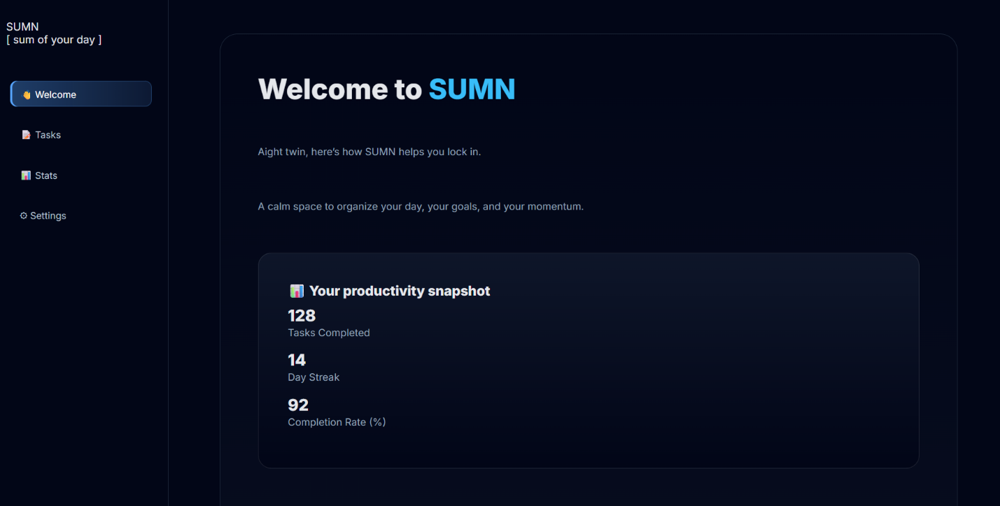 SUMN
[ sum of your day ]
👋 Welcome
📝 Tasks
📊 Stats
⚙ Settings
Welcome to SUMN
Aight twin, here’s how SUMN helps you lock in.
A calm space to organize your day, your goals, and your momentum.
📊 Your productivity snapshot
128
Tasks Completed
14
Day Streak
92
Completion Rate (%)